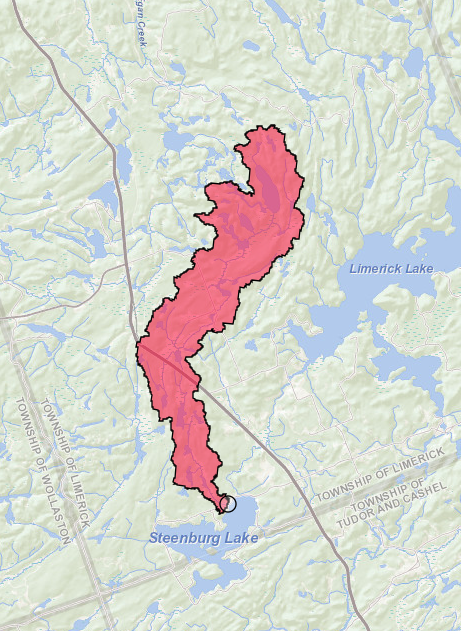 Creek
Limerick Lake
TOWNSHIP OF LIMERICK
TOWNSHIP OF WOLLASTON
TOWNSHIP OF LIMERICK
TOWNSHIP OF
TUDOR AND CASHEL
Steenburg Lake